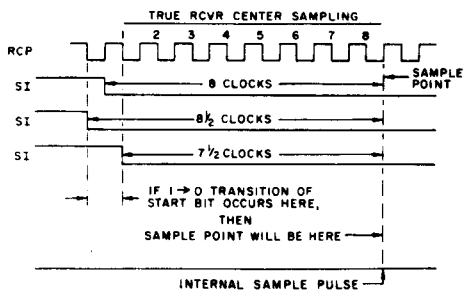 TRUE RCVR CENTER SAMPLING
2 3 4 5 6 7 8
RCP
SAMPLE POINT
SI
8 CLOCKS
SI
8½ CLOCKS
SI
7½ CLOCKS
IF 1→0 TRANSITION OF
START BIT OCCURS HERE,
THEN
SAMPLE POINT WILL BE HERE
INTERNAL SAMPLE PULSE